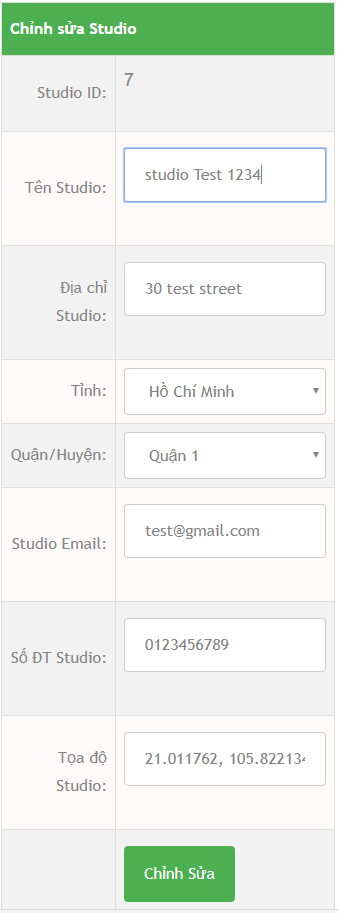 Chỉnh sửa Studio
Studio ID: 7
Tên Studio: studio Test 1234
Địa chỉ
Studio: 30 test street
Tỉnh: Hồ Chí Minh
Quận/Huyện: Quận 1
Studio Email: test@gmail.com
Số ĐT Studio: 0123456789
Tọa độ
Studio: 21.011762, 105.822134
Chỉnh Sửa